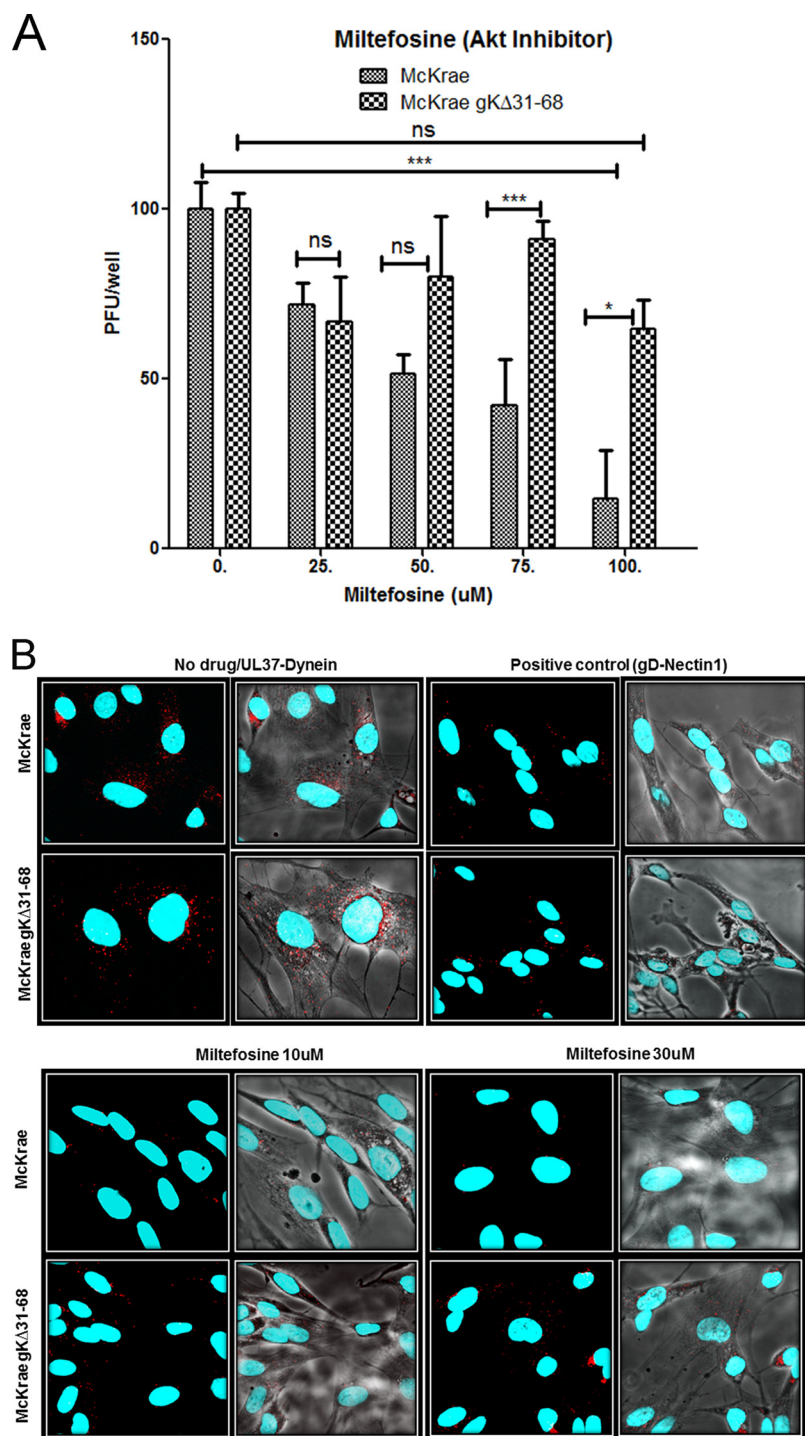 A
Miltefosine (Akt Inhibitor)
McKrae
McKrae gKΔ31-68
150
100
50
0
PFU/well
ns
***
ns
ns
***
*
0.
25.
50.
75.
100.
Miltefosine (uM)
B
No drug/UL37-Dynein
Positive control (gD-Nectin1)
McKrae
McKrae gKΔ31-68
Miltefosine 10uM
Miltefosine 30uM
McKrae
McKrae gKΔ31-68